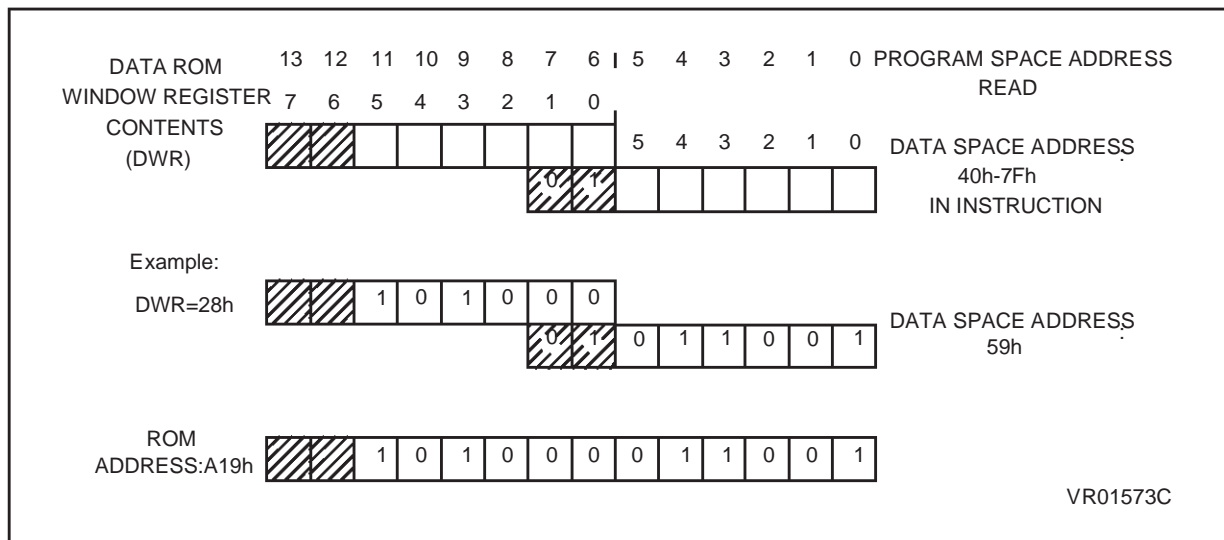 13 12 11 10 9 8 7 6 5 4 3 2 1 0 PROGRAM SPACE ADDRESS
DATA ROM
READ
WINDOW REGISTER 7 6 5 4 3 2 1 0
CONTENTS
5 4 3 2 1 0 DATA SPACE ADDRESS
(DWR)
:
0 1 40h-7Fh
IN INSTRUCTION
Example:
DWR=28h 1 0 1 0 0 0
0 1 0 1 1 0 0 1 DATA SPACE ADDRESS
:
59h
ROM
ADDRESS:A19h 1 0 1 0 0 0 0 1 1 0 0 1
VR01573C